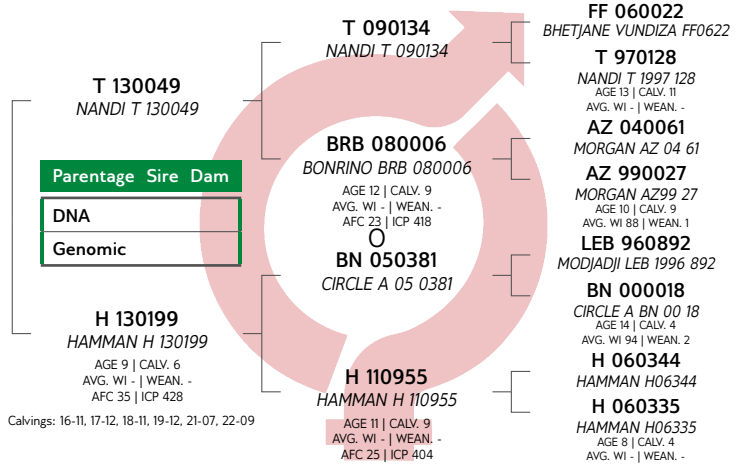 T 130049
NANDI T 130049
Parentage Sire Dam
DNA
Genomic
H 130199
HAMMAN H 130199
AGE 9 | CALV. 6
AVG. WI - | WEAN. -
AFC 35 | ICP 428
Calvings: 16-11, 17-12, 18-11, 19-12, 21-07, 22-09
T 090134
NANDI T 090134
BRB 080006
BONRINO BRB 080006
AGE 12 | CALV. 9
AVG. WI - | WEAN. -
AFC 23 | ICP 418
O
BN 050381
CIRCLE A 05 0381
H 110955
HAMMAN H 110955
AGE 11 | CALV. 9
AVG. WI - | WEAN. -
AFC 25 | ICP 404
FF 060022
BHETJANE VUNDIZA FF0622
T 970128
NANDI T 1997 128
AGE 13 | CALV. 11
AVG. WI - | WEAN. -
AZ 040061
MORGAN AZ 04 61
AZ 990027
MORGAN AZ99 27
AGE 10 | CALV. 9
AVG. WI 88 | WEAN. 1
LEB 960892
MODJADJI LEB 1996 892
BN 000018
CIRCLE A BN 00 18
AGE 14 | CALV. 4
AVG. WI 94 | WEAN. 2
H 060344
HAMMAN H06344
H 060335
HAMMAN H06335
AGE 8 | CALV. 4
AVG. WI - | WEAN. -